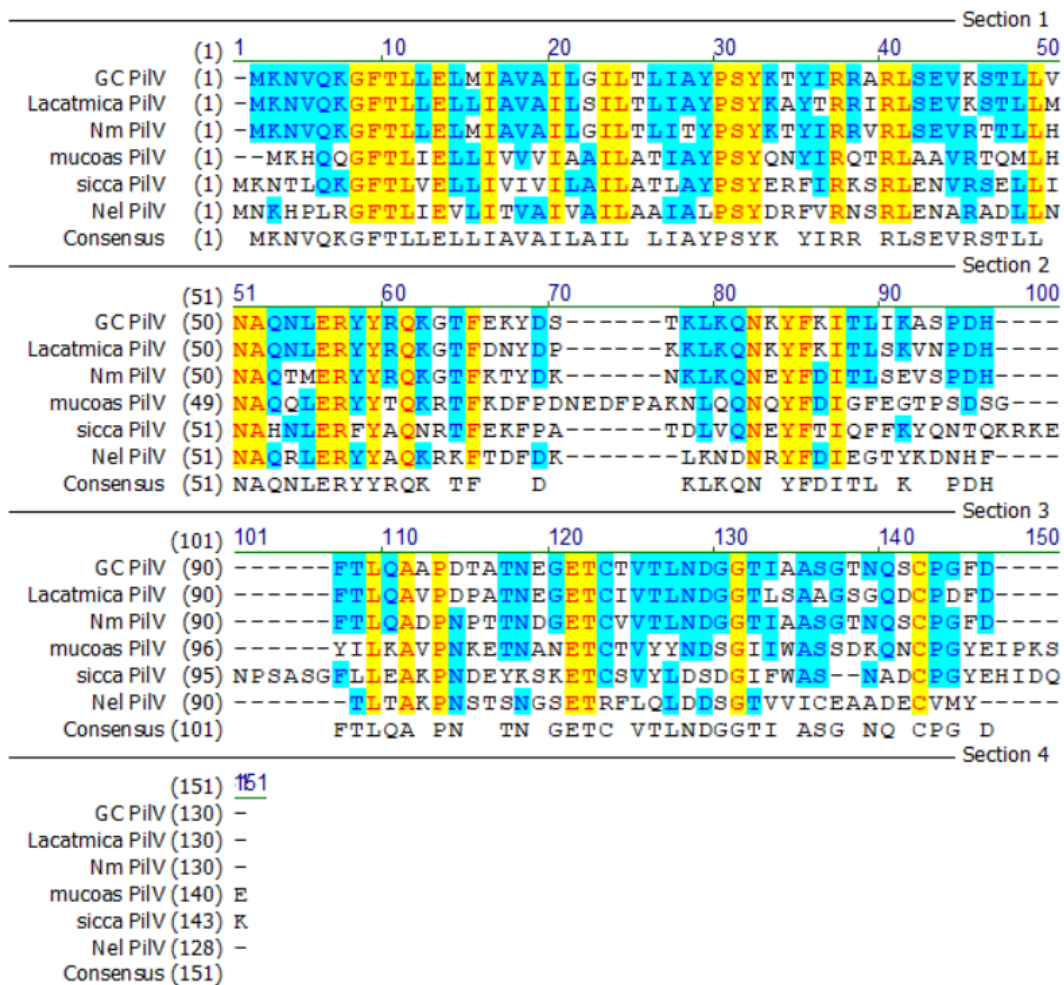 Section 1
(1) 1 10 20 30 40 50
GC PilV (1) -MKNVQKGFTLLELMIAVAILGILTLIAYPSYKTYIRRARLSEVKSTLLV
Lacatmica PilV (1) -MKNVQKGFTLLELLIAVAILSILTLIAYPSYKAYTRRIRLSEVKSTLLM
Nm PilV (1) -MKNVQKGFTLLELMIAVAILGILTLITYPSYKTYIRRVRLSEVRTTLLH
mucoas PilV (1) --MKHQQGFTLIELLIVVVIAAILATIAYPSYQNYIRQTRLAAVRTQMLH
sicca PilV (1) MKNTLQKGFTLVELLIVIVILAILATLAYPSYERFIRKSRLENVRSELLI
Nel PilV (1) MNKHPLRGFTLIEVLITVAIVAILAAIALPSYDRFVRNSRLENARADLLN
Consensus (1) MKNVQKGFTLLELLIAVAILAIL LIAYPSYK YIRR RLSEVRSTLL
Section 2
(51) 51 60 70 80 90 100
GC PilV (50) NAQNLERYYRQKGTFEKYDS------TKLKQNKYFKITLIKASPDH----
Lacatmica PilV (50) NAQNLERYYRQKGTFDNYDP------KKLKQNKYFKITLSKVNPDH----
Nm PilV (50) NAQTMERYYRQKGTFKTYDK------NKLKQNEYFDITLSEVSPDH----
mucoas PilV (49) NAQQLERYYTQKRTFKDFPDNEDFPAKNLQQNQYFDIGFEGTPSDSG---
sicca PilV (51) NAHNLERFYAQNRTFEKFPA------TDLVQNEYFTIQFFKYQNTQKRKE
Nel PilV (51) NAQRLERYYAQKRKFTDFDK-------LKNDNRYFDIEGTYKDNHF----
Consensus (51) NAQNLERYYRQK TF D KLKQN YFDITL K PDH
Section 3
(101) 101 110 120 130 140 150
GC PilV (90) ------FTLQAAPDTATNEGETCTVTLNDGGTIAASGTNQSCPGFD----
Lacatmica PilV (90) ------FTLQAVPDPATNEGETCIVTLNDGGTLSAAGSGQDCPDFD----
Nm PilV (90) ------FTLQADPNPTTNDGETCVVTLNDGGTIAASGTNQSCPGFD----
mucoas PilV (96) ------YILKAVPNKETNANETCTVYYNDSGIIWASSDKQNCPGYEIPKS
sicca PilV (95) NPSASGFLLEAKPNDEYKSKETCSVYLDSDGIFWAS--NADCPGYEHIDQ
Nel PilV (90) -------TLTAKPNSTSNGSETRFLQLDDSGTVVICEAADECVMY-----
Consensus (101) FTLQA PN TN GETC VTLNDGGTI ASG NQ CPG D
Section 4
(151) 151
GC PilV (130) -
Lacatmica PilV (130) -
Nm PilV (130) -
mucoas PilV (140) E
sicca PilV (143) K
Nel PilV (128) -
Consensus (151)